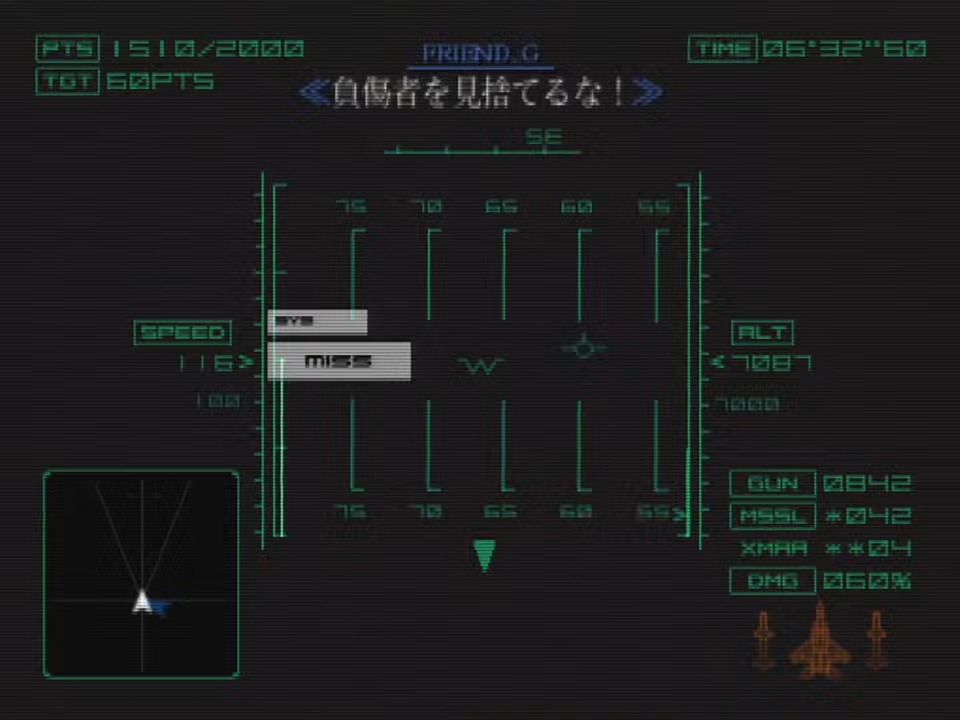 PTS 1510/2000
FRIEND.G
TIME 06'32"60
TGT 60PTS
≪負傷者を見捨てるな！≫
SE
75 70 65 60 55
SYS
SPEED
ALT
116>
MISS
<7087
100
7000
GUN 0842
75 70 65 60 55>
MSSL *042
XMAA **04
DMG 060%